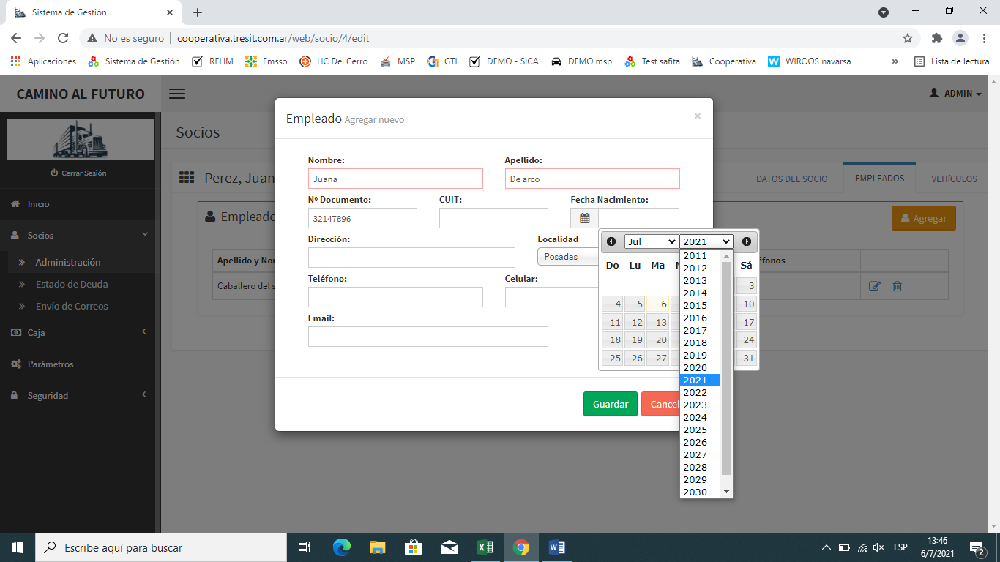 Sistema de Gestión
No es seguro cooperativa.tresit.com.ar/web/socio/4/edit
Aplicaciones Sistema de Gestión RELIM Emsso HC Del Cerro MSP GTI DEMO - SICA DEMO msp Test safita Cooperativa WIROOS navarsa » Lista de lectura
CAMINO AL FUTURO
ADMIN
Cerrar Sesión
Inicio
Socios
Administración
Estado de Deuda
Envío de Correos
Caja
Parámetros
Seguridad
Socios
Perez, Juan
DATOS DEL SOCIO EMPLEADOS VEHÍCULOS
Empleado
Agregar
Apellido y Nom
Caballero del s
Empleado Agregar nuevo ×
Nombre: Apellido:
Juana De arco
Nº Documento: CUIT: Fecha Nacimiento:
32147896
Dirección: Localidad
Posadas
Teléfono: Celular:
Email:
Guardar Cancel
Jul 2021
Do Lu Ma Sá
3
4 5 6 10
11 12 13 17
18 19 20 24
25 26 27 31
2011
2012
2013
2014
2015
2016
2017
2018
2019
2020
2021
2022
2023
2024
2025
2026
2027
2028
2029
2030
Escribe aquí para buscar
ESP
13:46
6/7/2021
2